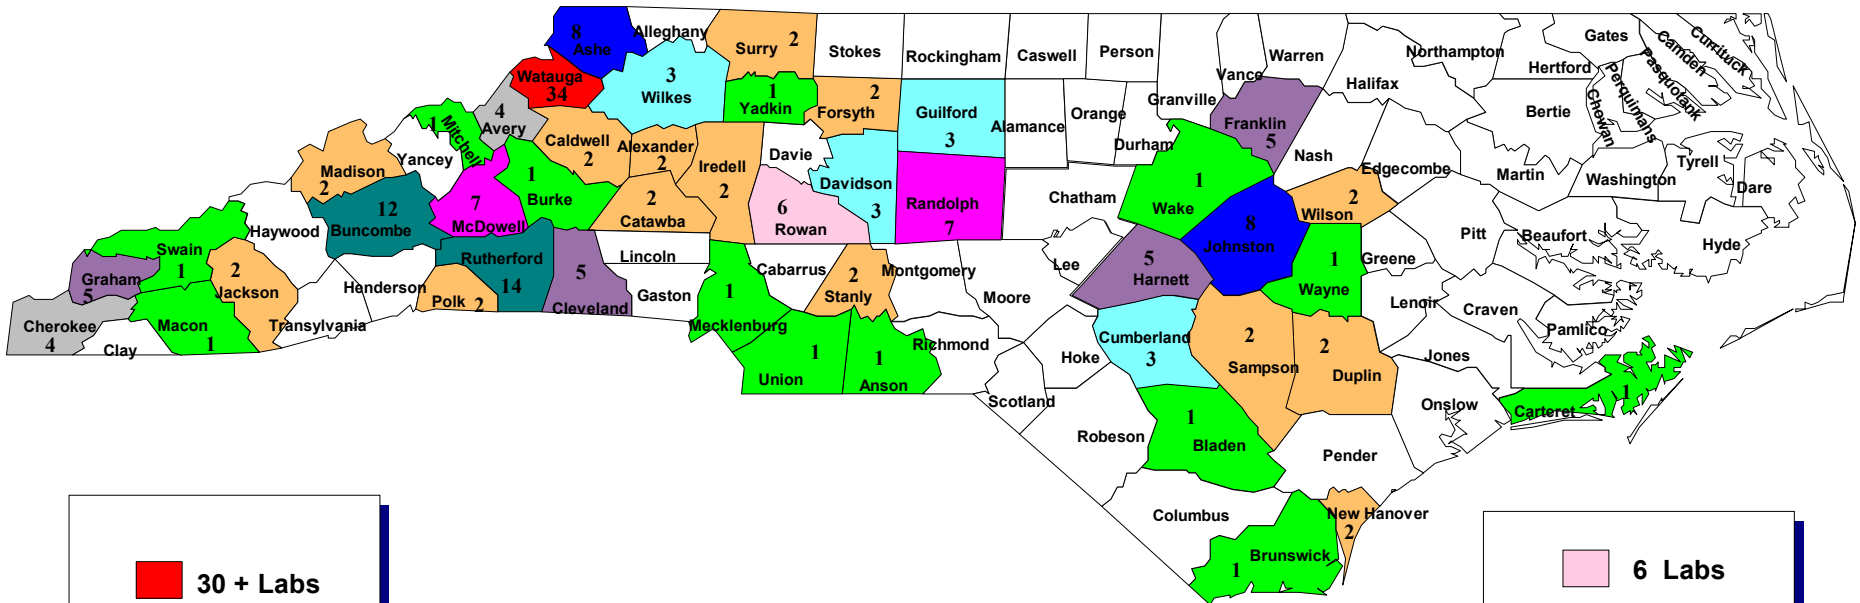 8
Ashe
Alleghany
Surry 2
Stokes
Rockingham
Caswell
Person
Vance
Warren
Northampton
Gates
Camden
Currituck
Hertford
Pasquotank
Perquimans
Chowan
Halifax
Granville
Bertie
Watauga
34
3
Wilkes
1
Yadkin
2
Forsyth
Guilford
3
Alamance
Orange
Durham
Franklin
5
Nash
Edgecombe
Martin
Washington
Tyrell
Dare
4
Avery
1
Mitchell
Caldwell
2
Alexander
2
Iredell
2
Davie
Davidson
3
Randolph
7
Chatham
1
Wake
2
Wilson
Yancey
Madison
2
12
Buncombe
7
McDowell
1
Burke
2
Catawba
6
Rowan
8
Johnston
Pitt
Beaufort
Hyde
Haywood
Swain
1
Graham
5
2
Jackson
Rutherford
14
5
Cleveland
Lincoln
Gaston
Cabarrus
2
Stanly
Montgomery
Moore
Lee
5
Harnett
1
Wayne
Greene
Lenoir
Craven
Pamlico
Henderson
Polk 2
Transylvania
Macon
1
Cherokee
4
Clay
1
Mecklenburg
1
Union
1
Anson
Richmond
Scotland
Hoke
Cumberland
3
2
Sampson
2
Duplin
Jones
Onslow
Carteret
1
Robeson
1
Bladen
Pender
Columbus
1
Brunswick
New Hanover
2
30 + Labs
6 Labs